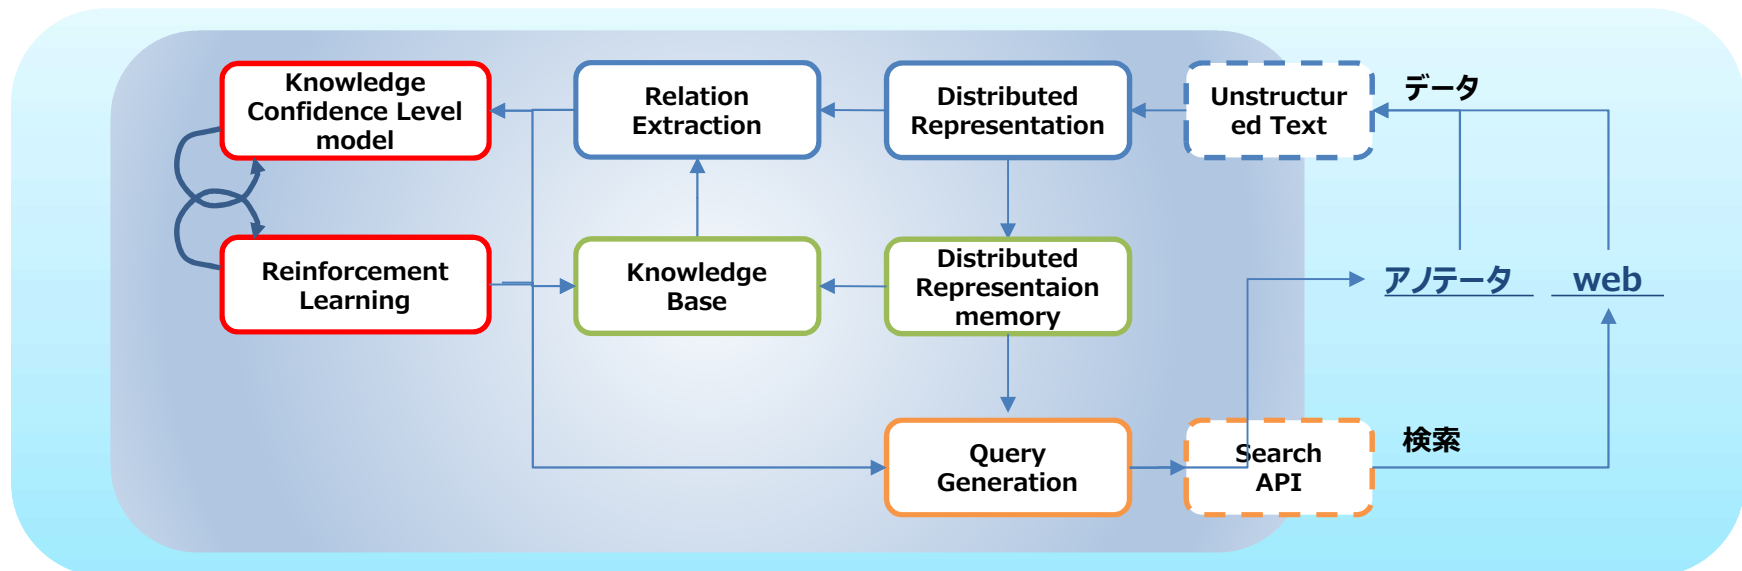 Knowledge
Confidence Level
model
Relation
Extraction
Distributed
Representation
Unstructur
ed Text
データ
Reinforcement
Learning
Knowledge
Base
Distributed
Representaion
memory
アノテータ
web
Query
Generation
Search
API
検索